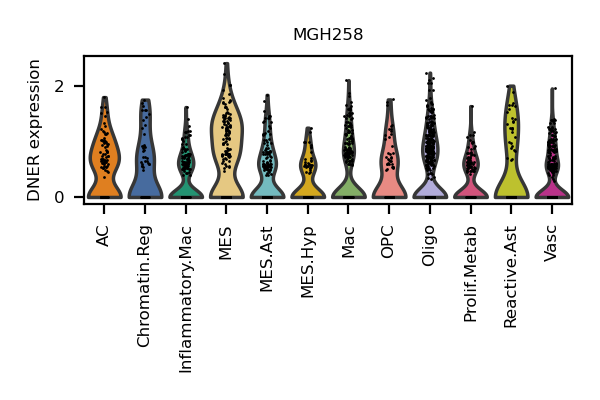 MGH258
DNER expression
2
0
AC
Chromatin.Reg
Inflammatory.Mac
MES
MES.Ast
MES.Hyp
Mac
OPC
Oligo
Prolif.Metab
Reactive.Ast
Vasc